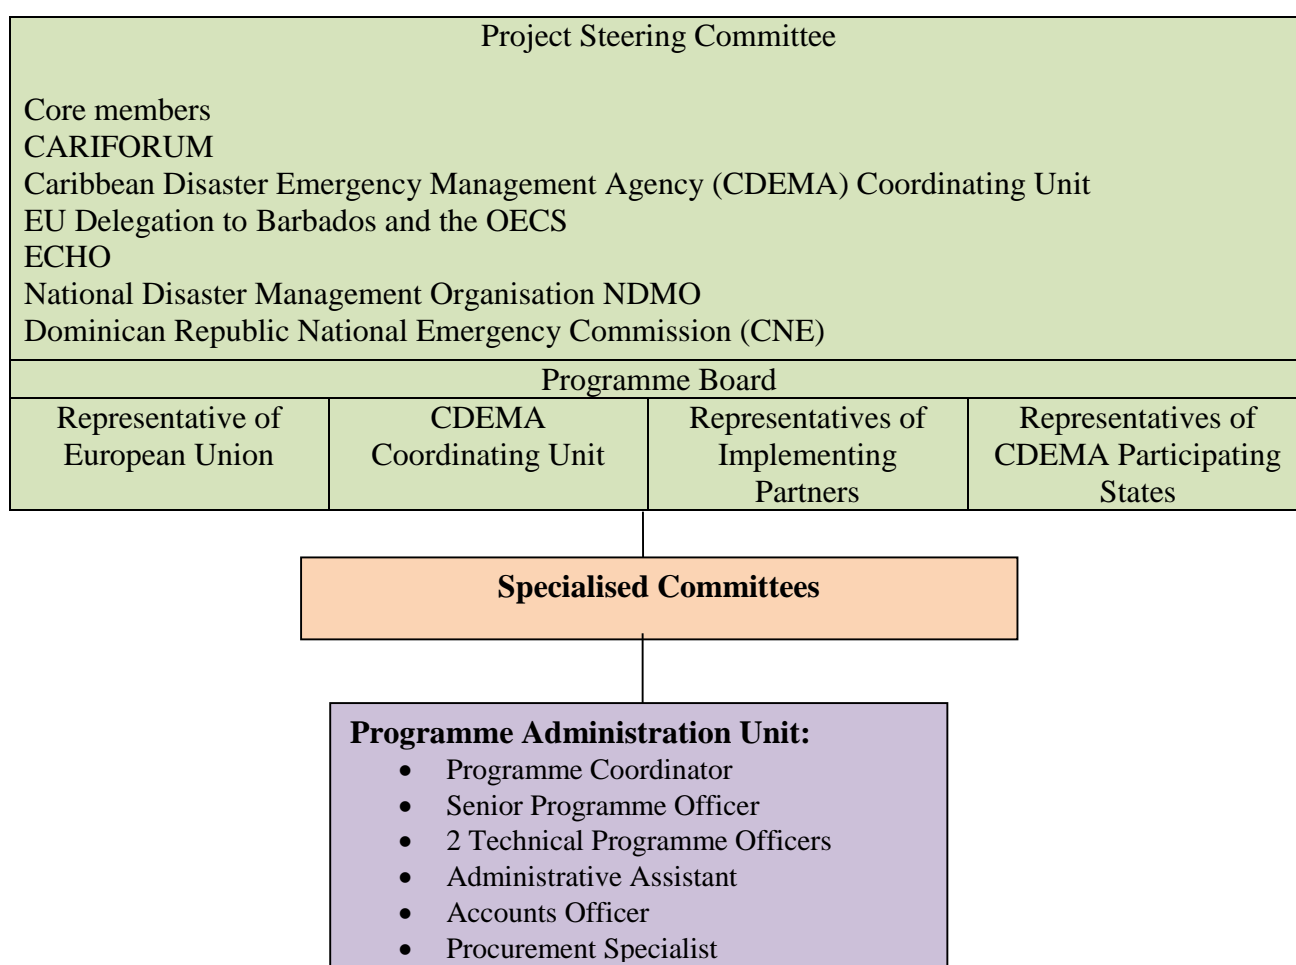 Project Steering Committee
Core members
CARIFORUM
Caribbean Disaster Emergency Management Agency (CDEMA) Coordinating Unit
EU Delegation to Barbados and the OECS
ECHO
National Disaster Management Organisation NDMO
Dominican Republic National Emergency Commission (CNE)
Programme Board
Representative of
European Union
CDEMA
Coordinating Unit
Representatives of
Implementing
Partners
Representatives of
CDEMA Participating
States
Specialised Committees
Programme Administration Unit:
• Programme Coordinator
• Senior Programme Officer
• 2 Technical Programme Officers
• Administrative Assistant
• Accounts Officer
• Procurement Specialist